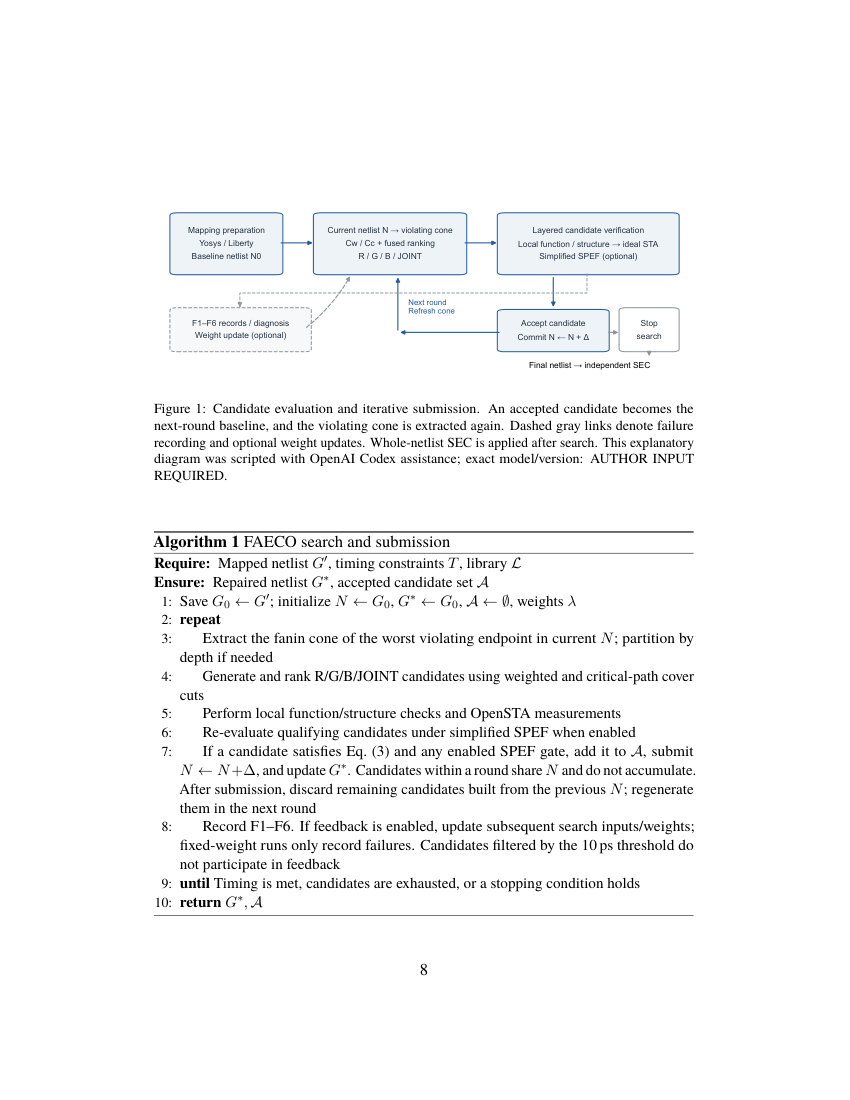 Mapping preparation
Yosys / Liberty
Baseline netlist N0
Current netlist N → violating cone
Cw / Cc + fused ranking
R / G / B / JOINT
Layered candidate verification
Local function / structure → ideal STA
Simplified SPEF (optional)
F1–F6 records / diagnosis
Weight update (optional)
Next round
Refresh cone
Accept candidate
Commit N ← N + Δ
Stop
search
Final netlist → independent SEC
Figure 1: Candidate evaluation and iterative submission. An accepted candidate becomes the
next-round baseline, and the violating cone is extracted again. Dashed gray links denote failure
recording and optional weight updates. Whole-netlist SEC is applied after search. This explanatory
diagram was scripted with OpenAI Codex assistance; exact model/version: AUTHOR INPUT
REQUIRED.
Algorithm 1 FAECO search and submission
Require: Mapped netlist G′, timing constraints T, library ℒ
Ensure: Repaired netlist G*, accepted candidate set 𝒜
1: Save G₀ ← G′; initialize N ← G₀, G* ← G₀, 𝒜 ← ∅, weights λ
2: repeat
3: Extract the fanin cone of the worst violating endpoint in current N; partition by
depth if needed
4: Generate and rank R/G/B/JOINT candidates using weighted and critical-path cover
cuts
5: Perform local function/structure checks and OpenSTA measurements
6: Re-evaluate qualifying candidates under simplified SPEF when enabled
7: If a candidate satisfies Eq. (3) and any enabled SPEF gate, add it to 𝒜, submit
N ← N+Δ, and update G*. Candidates within a round share N and do not accumulate.
After submission, discard remaining candidates built from the previous N; regenerate
them in the next round
8: Record F1–F6. If feedback is enabled, update subsequent search inputs/weights;
fixed-weight runs only record failures. Candidates filtered by the 10 ps threshold do
not participate in feedback
9: until Timing is met, candidates are exhausted, or a stopping condition holds
10: return G*, 𝒜
8